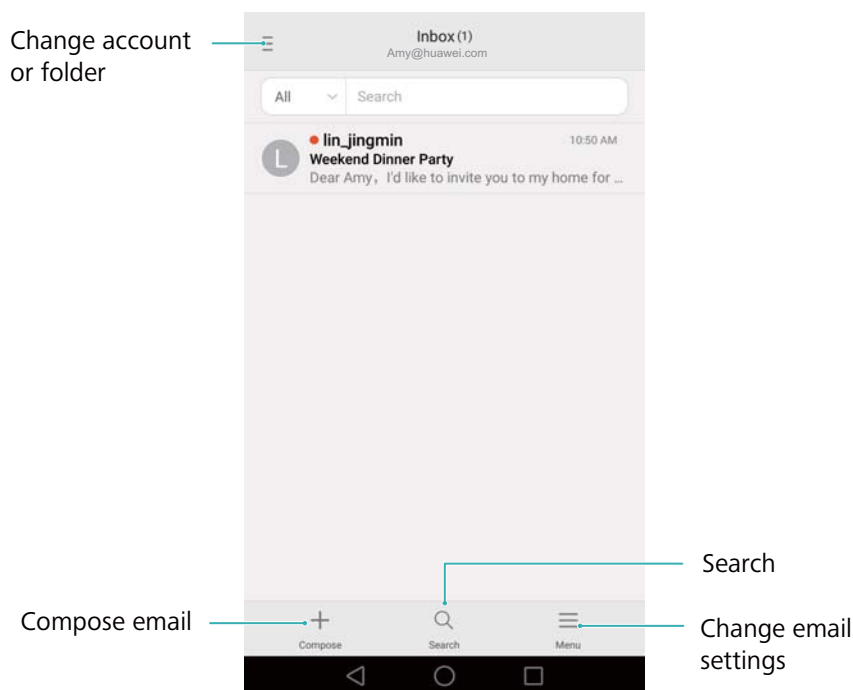 Change account
or folder
Inbox (1)
Amy@huawei.com
All
Search
L
lin_jingmin
10:50 AM
Weekend Dinner Party
Dear Amy, I'd like to invite you to my home for ...
Search
Compose email
Compose
Search
Menu
Change email
settings